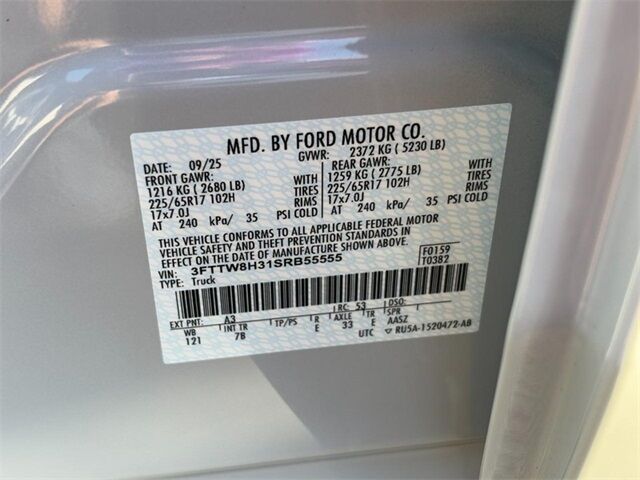 MFD. BY FORD MOTOR CO.
DATE: 09/25 GVWR: 2372 KG ( 5230 LB)
FRONT GAWR: REAR GAWR:
1216 KG ( 2680 LB) WITH 1259 KG ( 2775 LB) WITH
225/65R17 102H TIRES 225/65R17 102H TIRES
17x7.0J RIMS 17x7.0J RIMS
AT 240 kPa/ 35 PSI COLD AT 240 kPa/ 35 PSI COLD
THIS VEHICLE CONFORMS TO ALL APPLICABLE FEDERAL MOTOR
VEHICLE SAFETY AND THEFT PREVENTION STANDARDS IN
EFFECT ON THE DATE OF MANUFACTURE SHOWN ABOVE.
VIN: 3FTTW8H31SRB55555 F0159
TYPE: Truck T0382
EXT PNT: A3 RC: 53 DSO:
WB INT TR TP/PS R AXLE TR SPR
121 7B E 33 E AASZ
UTC ▽ RU5A-1520472-AB